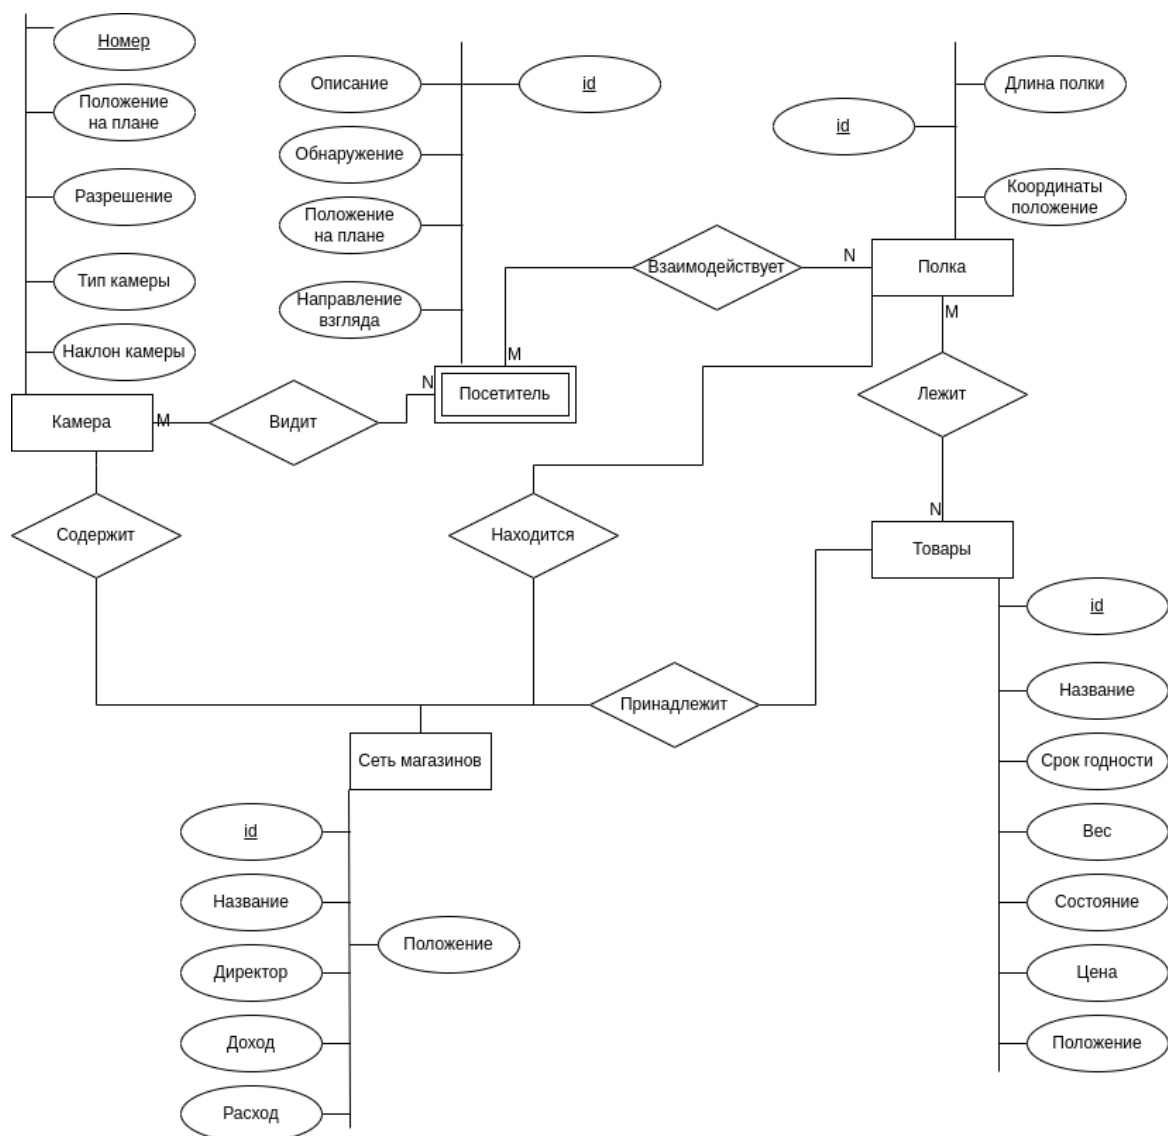 Номер
Положение
на плане
Разрешение
Тип камеры
Наклон камеры
Камера
Описание
id
Обнаружение
Положение
на плане
Направление
взгляда
Посетитель
Длина полки
id
Координаты
положение
Взаимодействует
N
Полка
M
M
Лежит
N
M
Видит
N
Содержит
Находится
Товары
Принадлежит
id
Название
Срок годности
Вес
Состояние
Цена
Положение
Сеть магазинов
id
Название
Положение
Директор
Доход
Расход